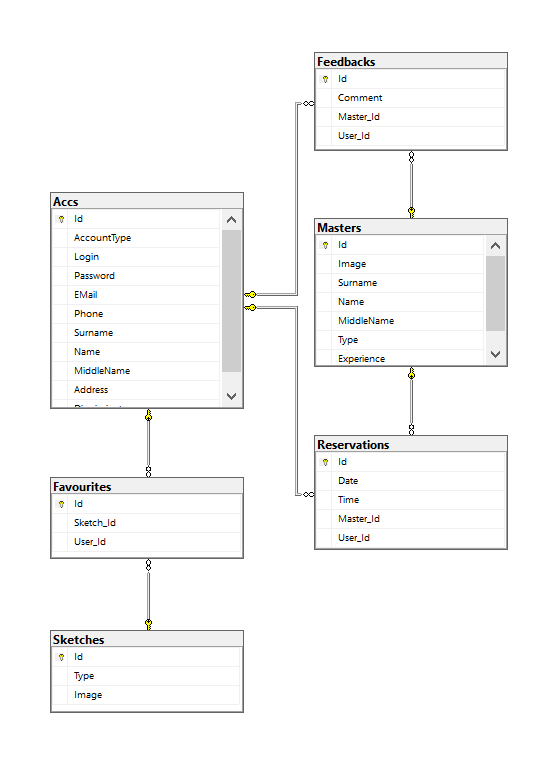 Feedbacks
Id
Comment
Master_Id
User_Id
Accs
Id
AccountType
Login
Password
EMail
Phone
Surname
Name
MiddleName
Address
Masters
Id
Image
Surname
Name
MiddleName
Type
Experience
Reservations
Id
Date
Time
Master_Id
User_Id
Favourites
Id
Sketch_Id
User_Id
Sketches
Id
Type
Image